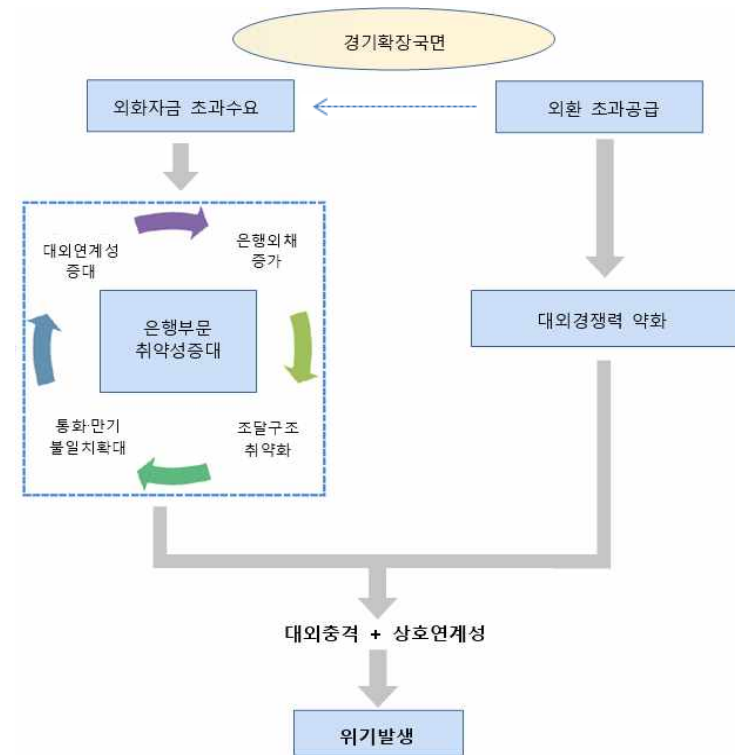 경기확장국면
외화자금 초과수요
외환 초과공급
대외연계성
증대
은행외채
증가
은행부문
취약성증대
대외경쟁력 약화
통화·만기
불일치확대
조달구조
취약화
대외충격 + 상호연계성
위기발생